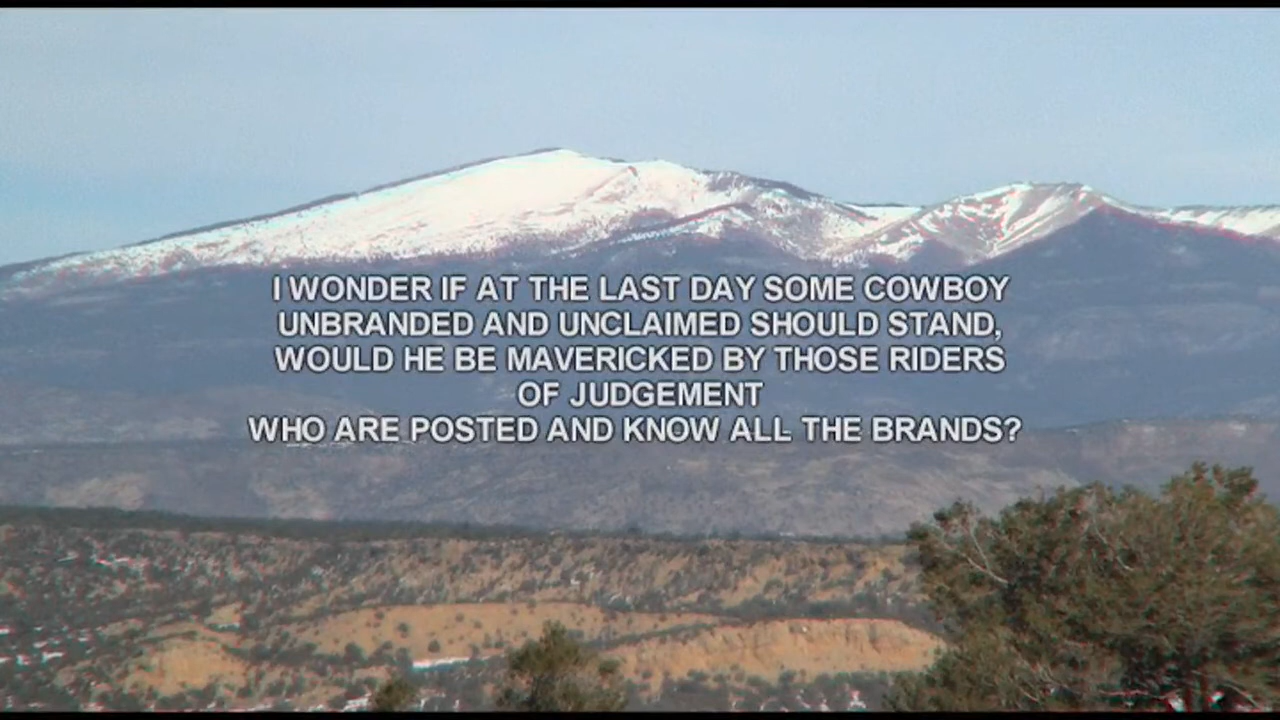 I WONDER IF AT THE LAST DAY SOME COWBOY
UNBRANDED AND UNCLAIMED SHOULD STAND,
WOULD HE BE MAVERICKED BY THOSE RIDERS
OF JUDGEMENT
WHO ARE POSTED AND KNOW ALL THE BRANDS?